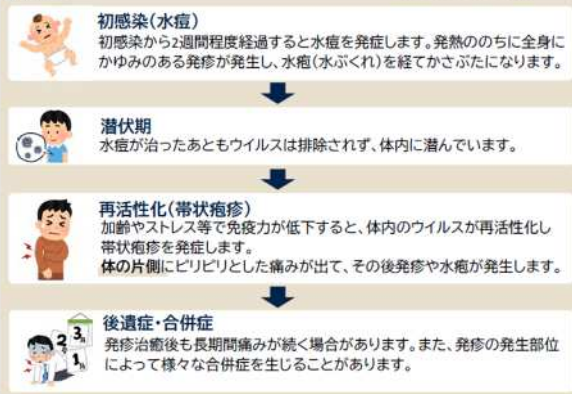 初感染(水痘)
初感染から2週間程度経過すると水痘を発症します。発熱ののちに全身に
かゆみのある発疹が発生し、水疱(水ぶくれ)を経てかさぶたになります。
潜伏期
水痘が治ったあともウイルスは排除されず、体内に潜んでいます。
再活性化(帯状疱疹)
加齢やストレス等で免疫力が低下すると、体内のウイルスが再活性化し
帯状疱疹を発症します。
体の片側にピリピリとした痛みが出て、その後発疹や水疱が発生します。
後遺症・合併症
発疹治癒後も長期間痛みが続く場合があります。また、発疹の発生部位
によって様々な合併症を生じることがあります。
2
3月
1月